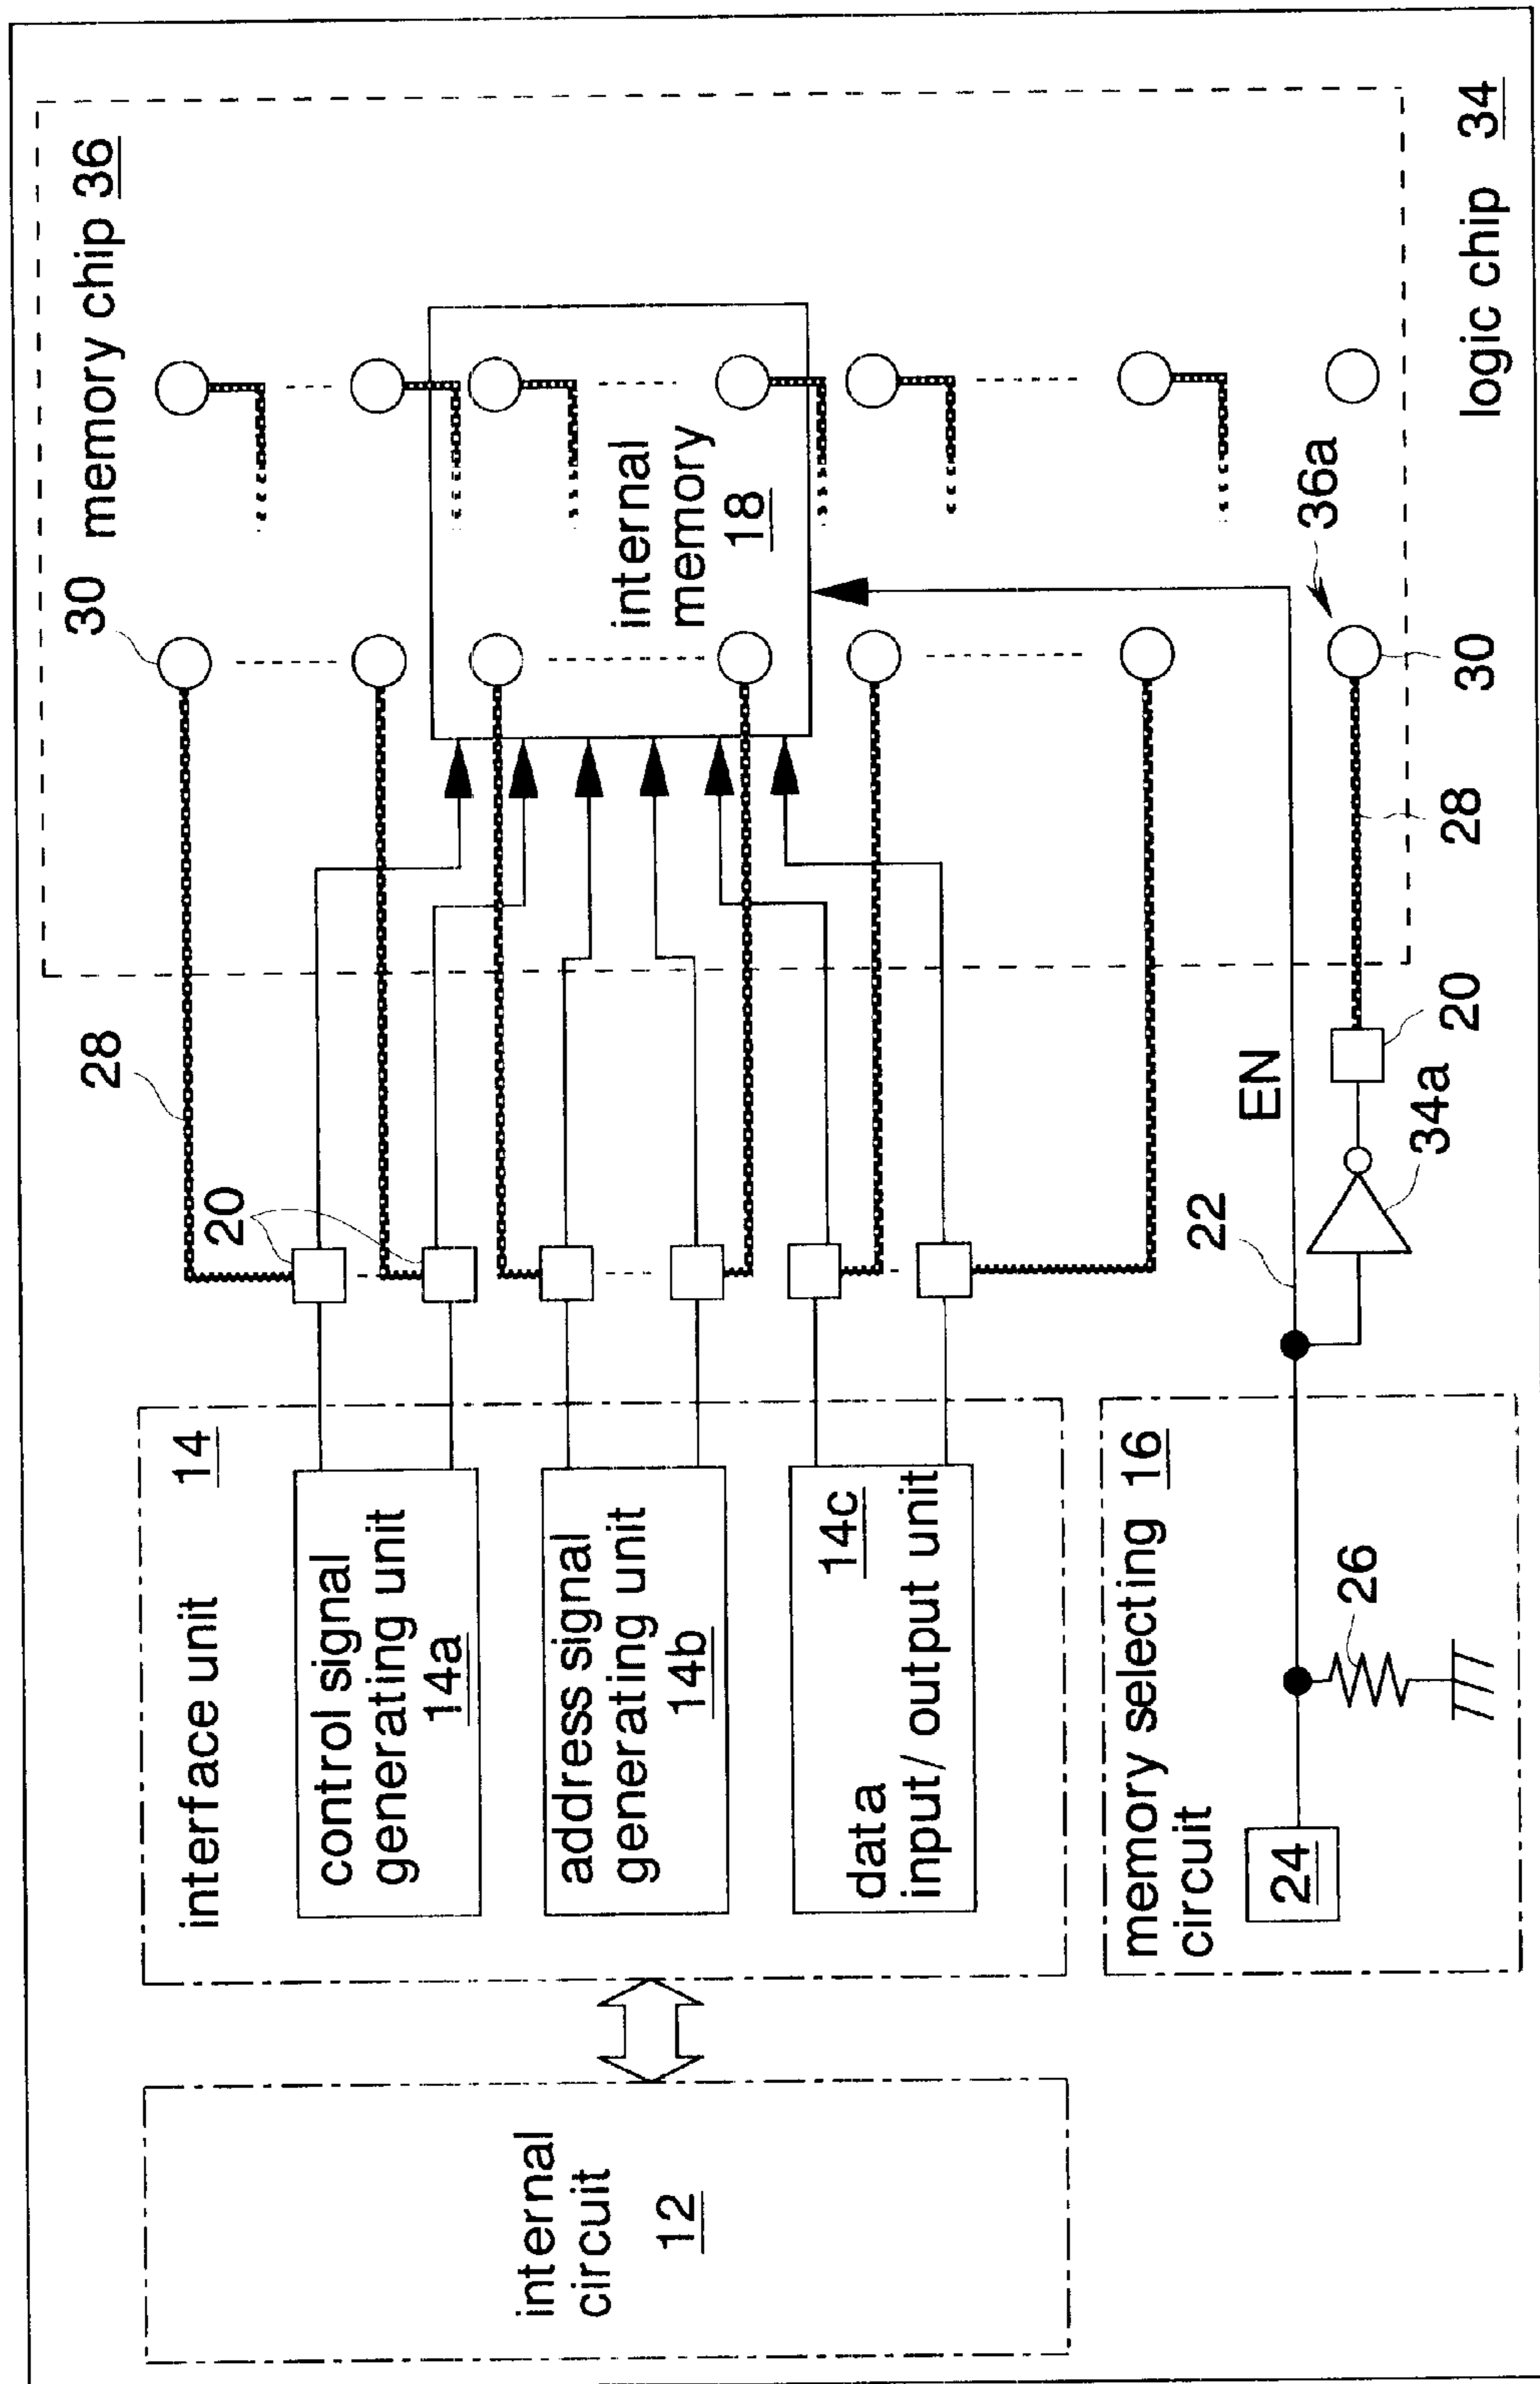 memory chip 36
30
28
20
internal
memory
18
interface unit 14
control signal
generating unit
14a
address signal
generating unit
14b
14c
data
input/ output unit
internal
circuit
12
memory selecting 16
circuit
24
26
22
EN
34a
20
28
30
36a
logic chip 34